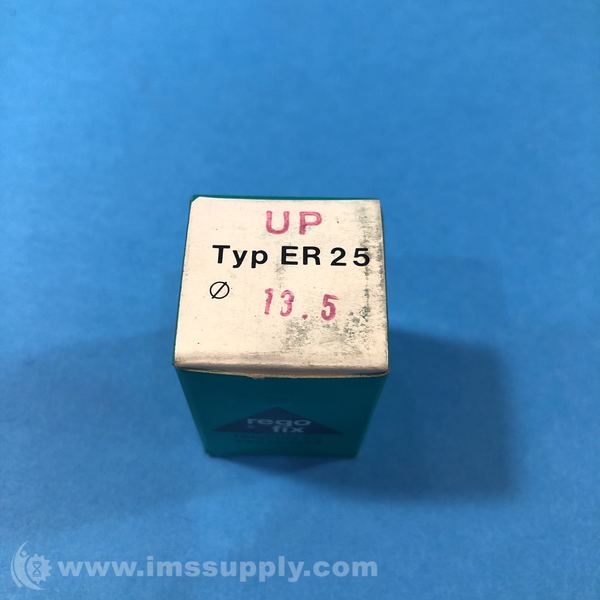 UP
Typ ER 25
Ø 13.5
rego
fix
www.imssupply.com